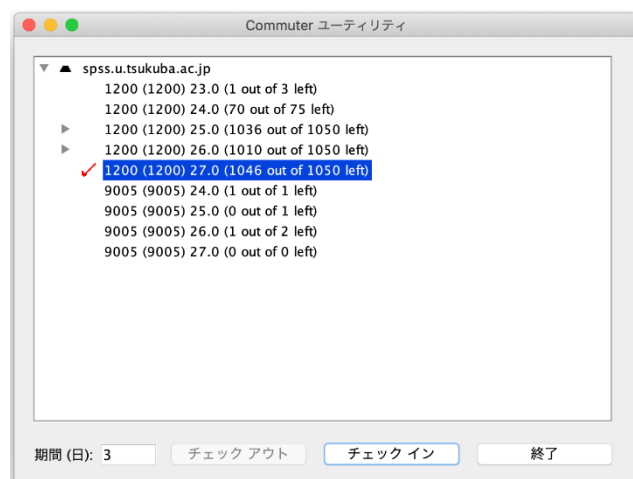 Commuter ユーティリティ
spss.u.tsukuba.ac.jp
1200 (1200) 23.0 (1 out of 3 left)
1200 (1200) 24.0 (70 out of 75 left)
1200 (1200) 25.0 (1036 out of 1050 left)
1200 (1200) 26.0 (1010 out of 1050 left)
1200 (1200) 27.0 (1046 out of 1050 left)
9005 (9005) 24.0 (1 out of 1 left)
9005 (9005) 25.0 (0 out of 1 left)
9005 (9005) 26.0 (1 out of 2 left)
9005 (9005) 27.0 (0 out of 0 left)
期間 (日): 3 チェック アウト チェック イン 終了